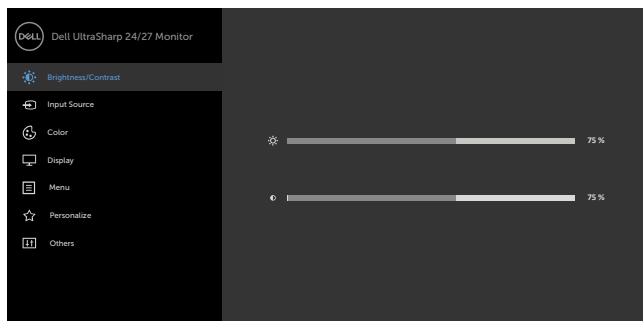 DELL
Dell UltraSharp 24/27 Monitor
Brightness/Contrast
Input Source
Color
Display
Menu
Personalize
Others
75 %
75 %